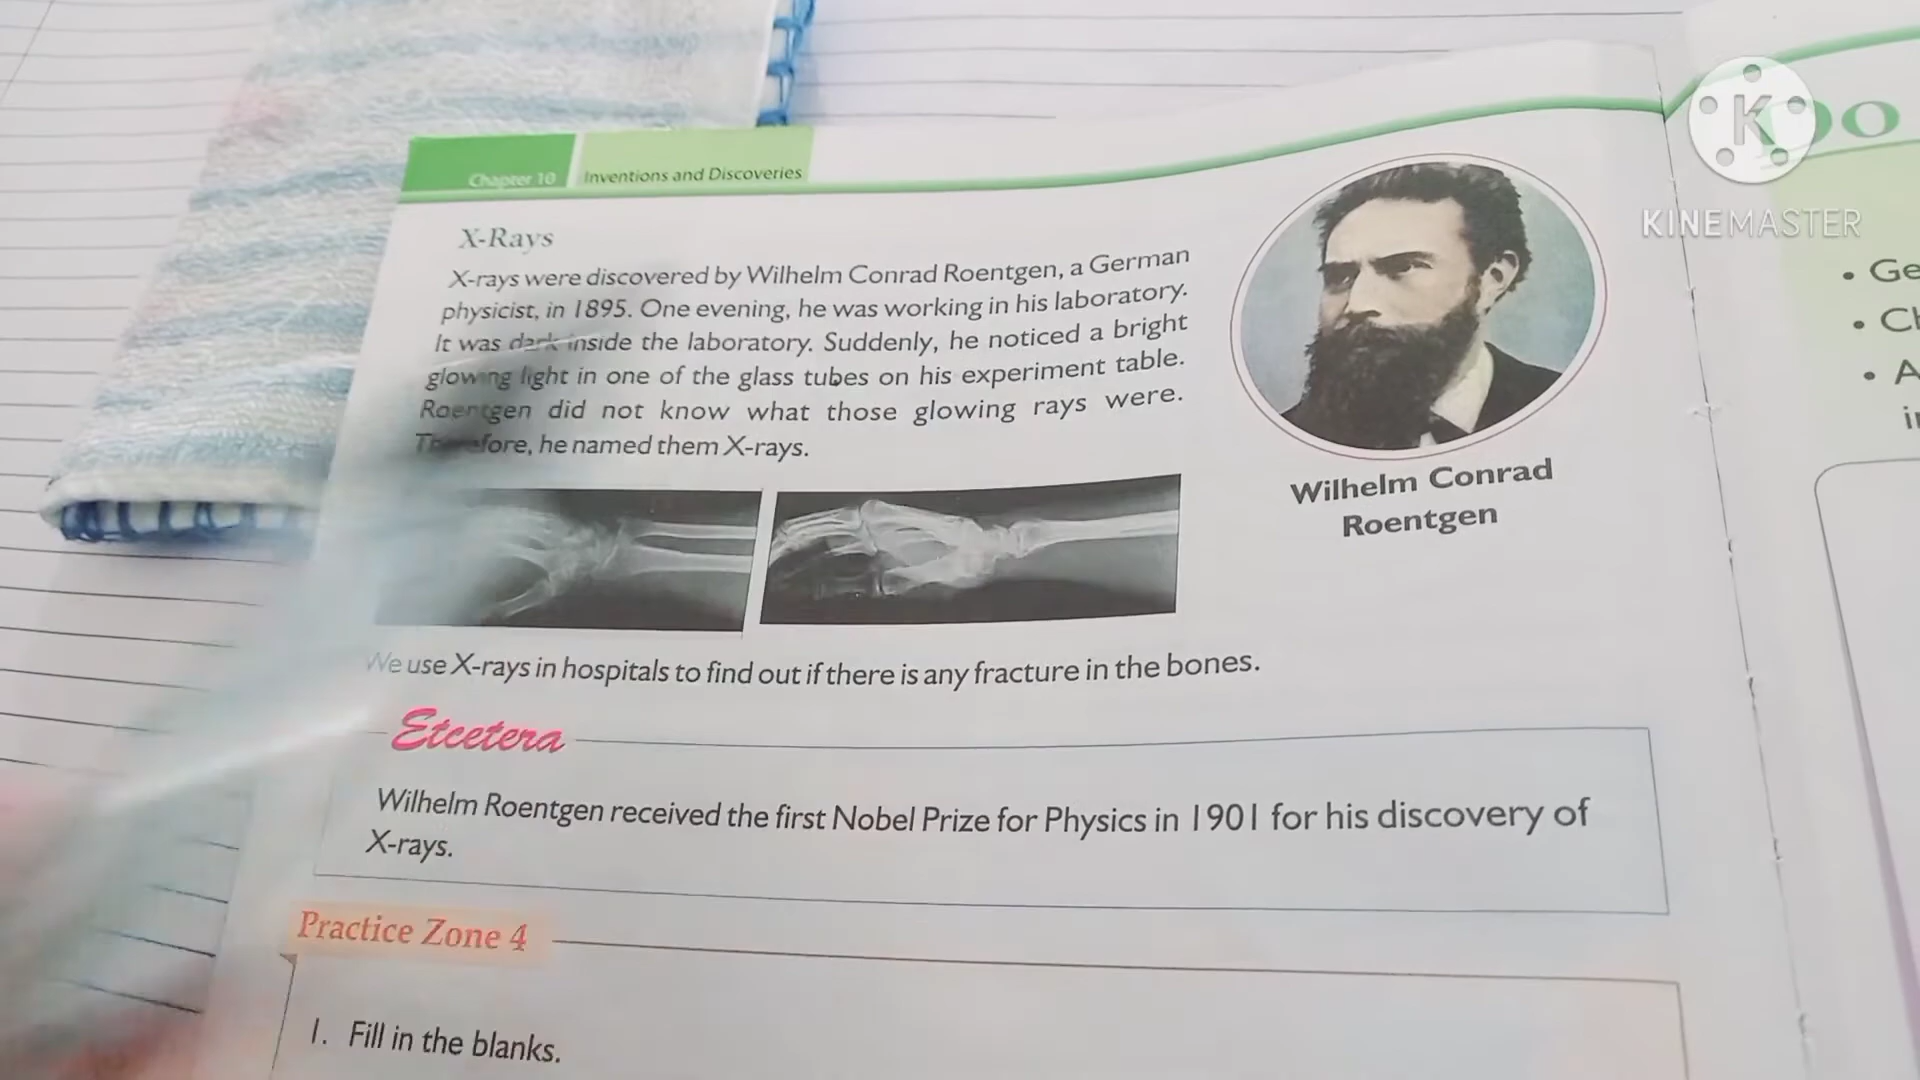 Chapter 10
Inventions and Discoveries
X-Rays
X-rays were discovered by Wilhelm Conrad Roentgen, a German
physicist, in 1895. One evening, he was working in his laboratory.
It was dark inside the laboratory. Suddenly, he noticed a bright
glowing light in one of the glass tubes on his experiment table.
Roentgen did not know what those glowing rays were.
Therefore, he named them X-rays.
Wilhelm Conrad
Roentgen
We use X-rays in hospitals to find out if there is any fracture in the bones.
Etcetera
Wilhelm Roentgen received the first Nobel Prize for Physics in 1901 for his discovery of
X-rays.
Practice Zone 4
1. Fill in the blanks.
K
KINEMASTER
• Ge
• Ch
• A